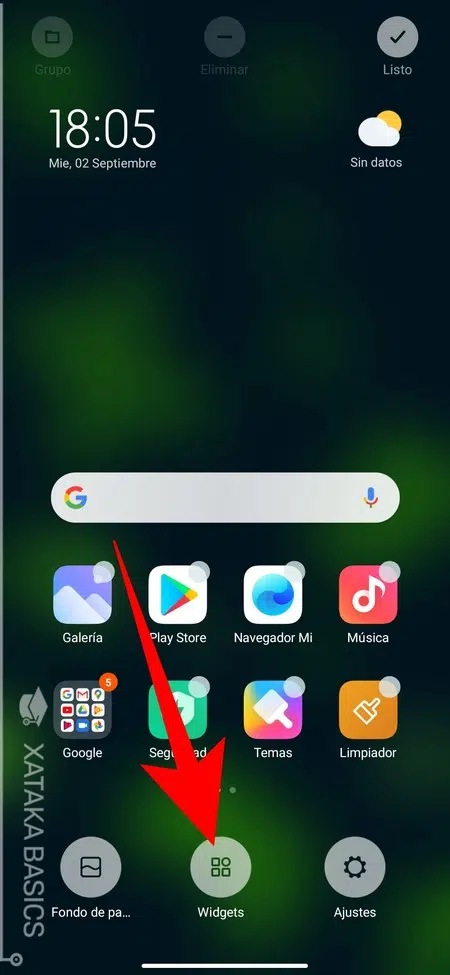 Grupo
Eliminar
Listo
18:05
Mie, 02 Septiembre
Sin datos
Galería
Play Store
Navegador Mi
Música
5
Google
Seguridad
Temas
Limpiador
Fondo de pa...
Widgets
Ajustes
XATAKA BASICS